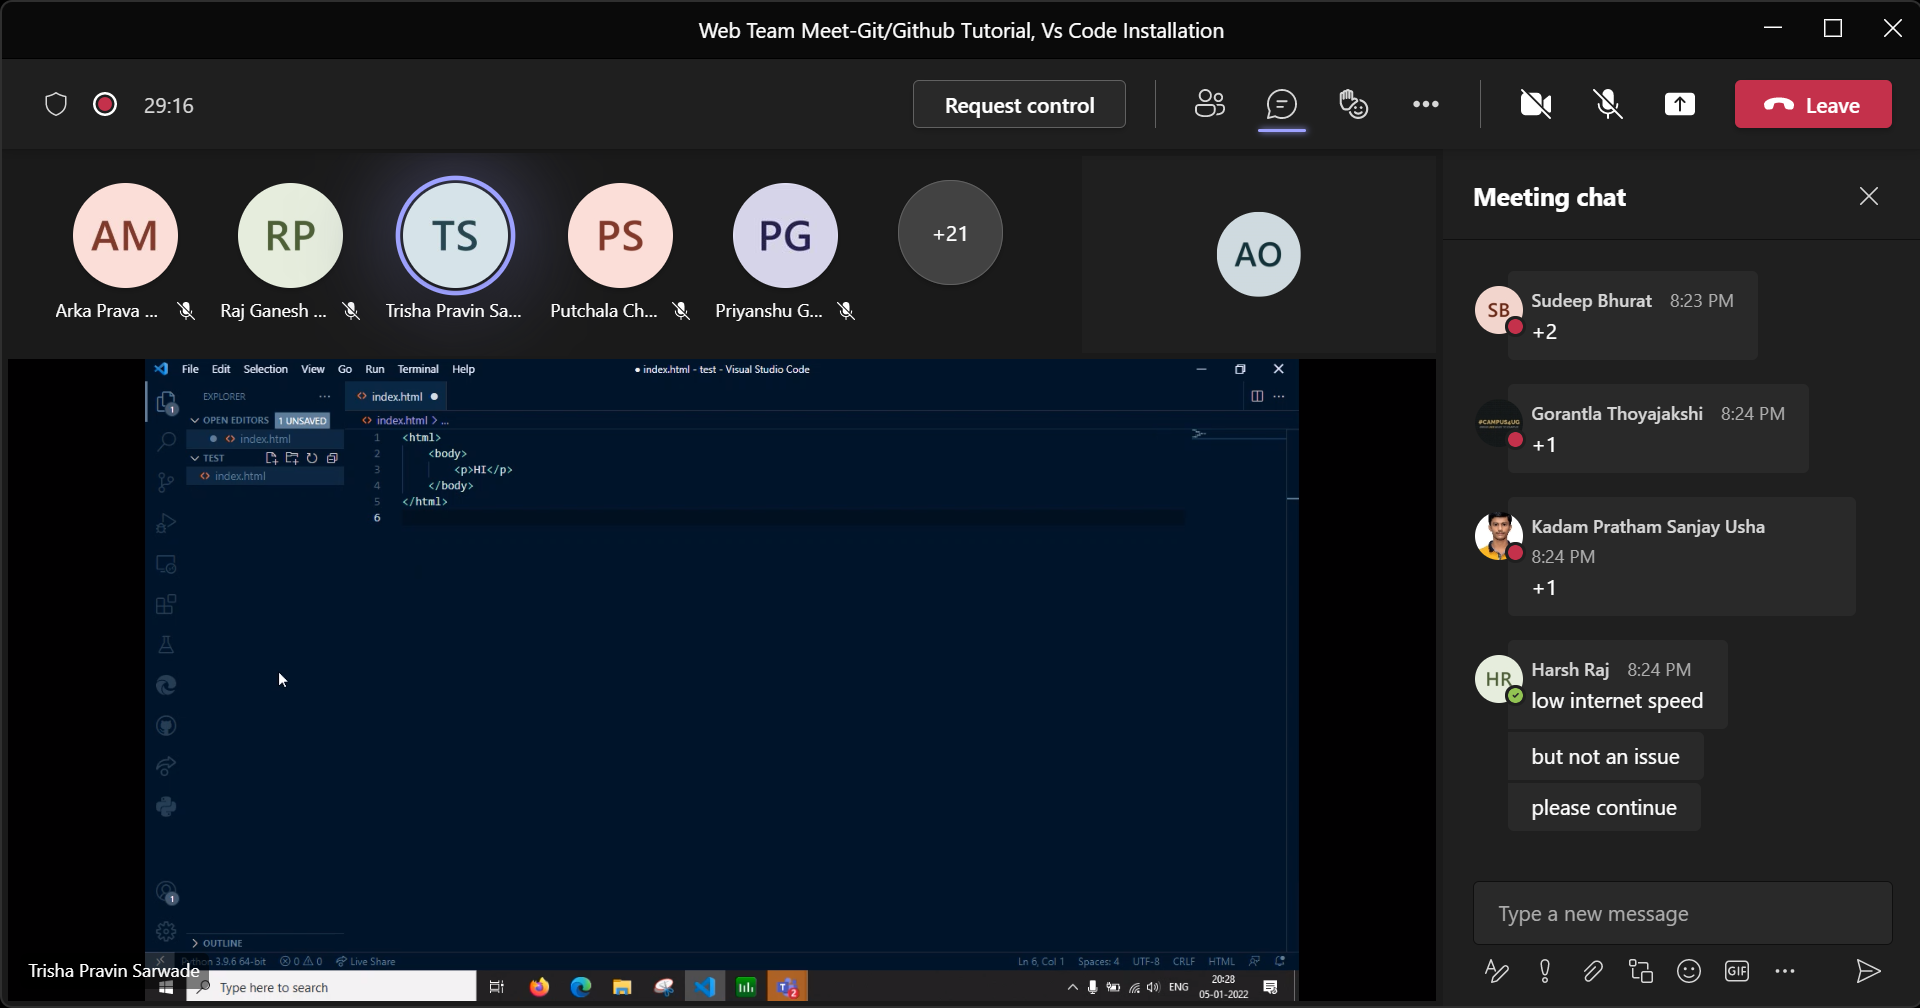 Web Team Meet-Git/Github Tutorial, Vs Code Installation
29:16
Request control
Leave
AM
RP
TS
PS
PG
+21
AO
Arka Prava ...
Raj Ganesh ...
Trisha Pravin Sa...
Putchala Ch...
Priyanshu G...
File Edit Selection View Go Run Terminal Help
● index.html - test - Visual Studio Code
EXPLORER
OPEN EDITORS 1 UNSAVED
index.html
TEST
index.html
OUTLINE
index.html
index.html > ...
1 <html>
2 <body>
3 <p>HI</p>
4 </body>
5 </html>
6
1
1
thon 3.9.6 64-bit 0 0 Live Share
Ln 6, Col 1 Spaces: 4 UTF-8 CRLF HTML
Trisha Pravin Sarwade
Type here to search
2
ENG
20:28
05-01-2022
Meeting chat
SB
Sudeep Bhurat 8:23 PM
+2
#CAMPUS4UG
Gorantla Thoyajakshi 8:24 PM
+1
Kadam Pratham Sanjay Usha
8:24 PM
+1
HR
Harsh Raj 8:24 PM
low internet speed
but not an issue
please continue
Type a new message
GIF